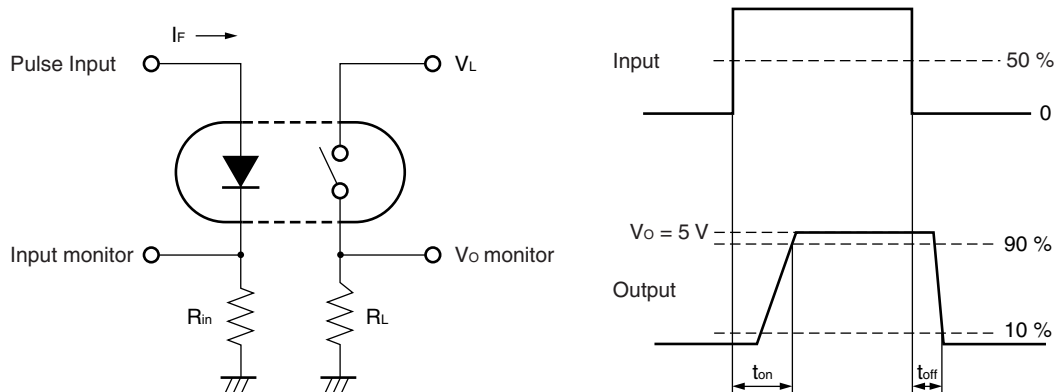 IF
Pulse Input
VL
Input monitor
VO monitor
Rin
RL
Input
50 %
0
VO = 5 V
90 %
Output
10 %
ton
toff